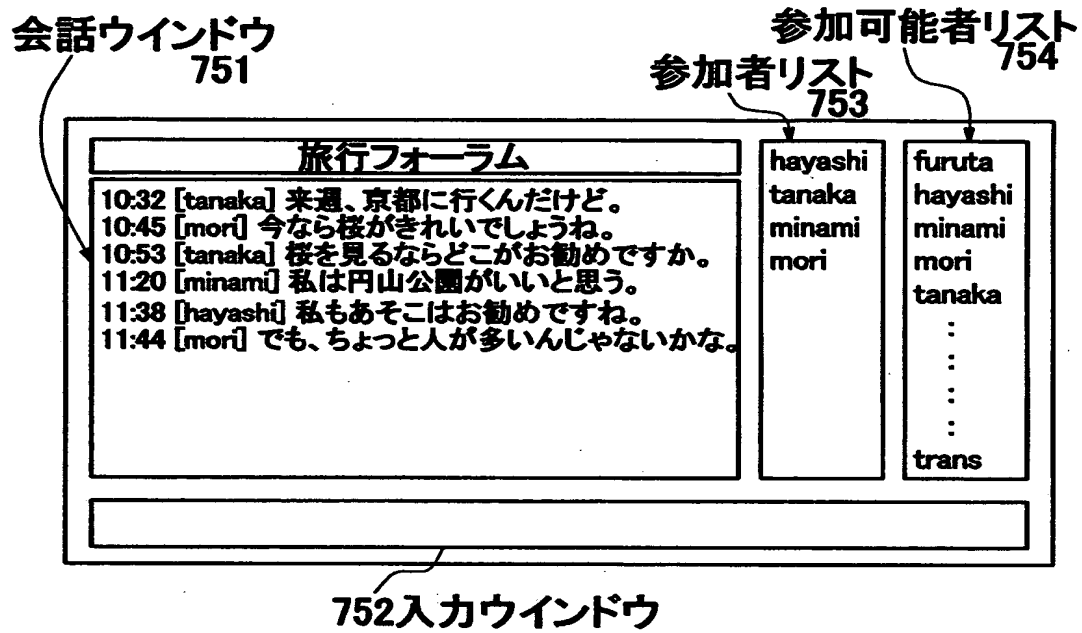 会話ウインドウ
751
参加可能者リスト
754
参加者リスト
753
旅行フォーラム
10:32 [tanaka] 来週、京都に行くんだけど。
10:45 [mori] 今なら桜がきれいでしょうね。
10:53 [tanaka] 桜を見るならどこがお勧めですか。
11:20 [minami] 私は円山公園がいいと思う。
11:38 [hayashi] 私もあそこはお勧めですね。
11:44 [mori] でも、ちょっと人が多いんじゃないかな。
hayashi
tanaka
minami
mori
furuta
hayashi
minami
mori
tanaka
:
:
:
:
trans
752入力ウインドウ